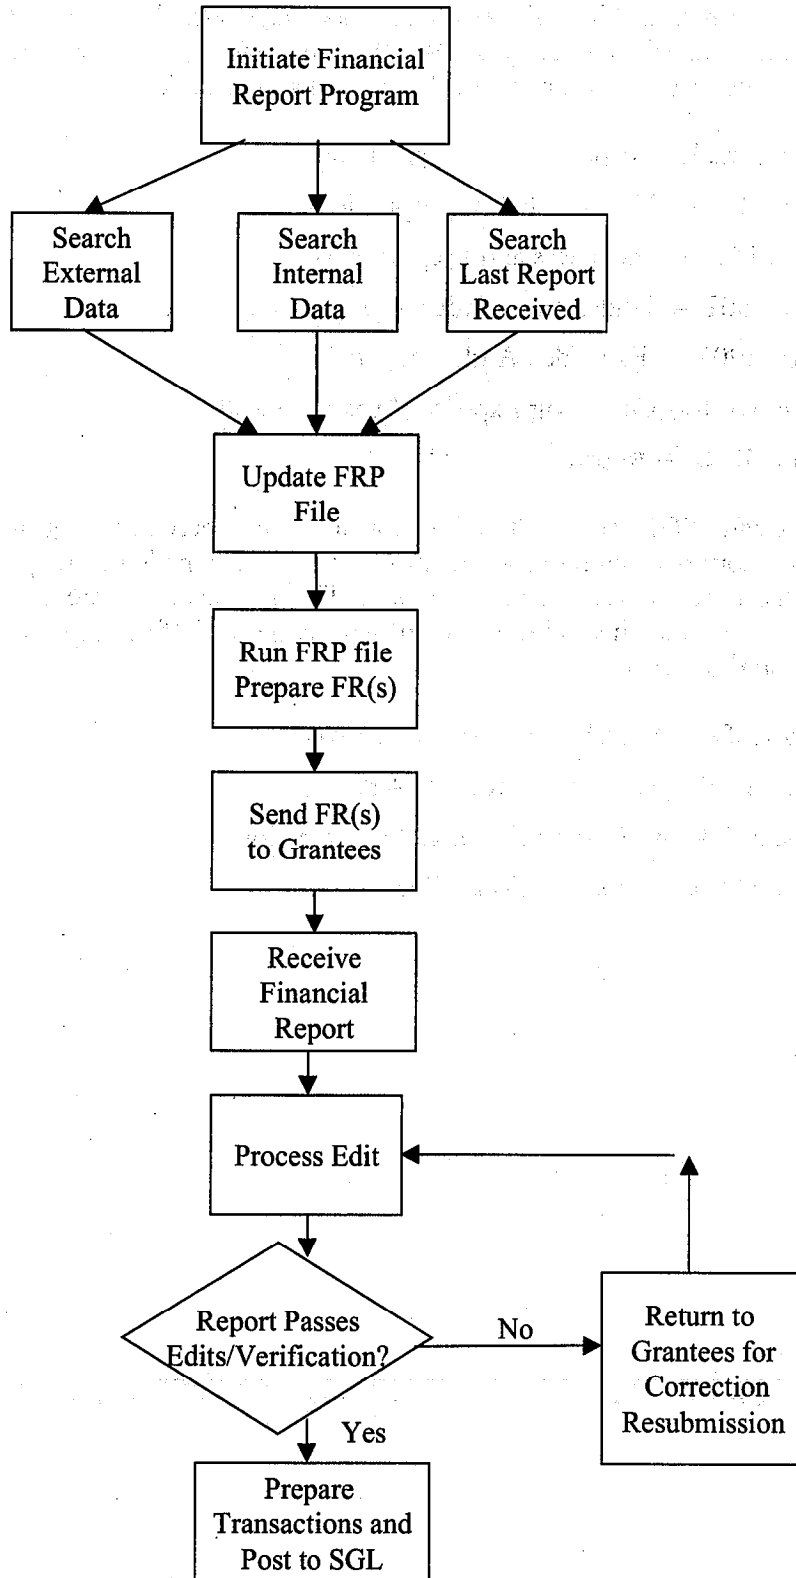 Initiate Financial
Report Program
Search
External
Data
Search
Internal
Data
Search
Last Report
Received
Update FRP
File
Run FRP file
Prepare FR(s)
Send FR(s)
to Grantees
Receive
Financial
Report
Process Edit
Report Passes
Edits/Verification?
No
Return to
Grantees for
Correction
Resubmission
Yes
Prepare
Transactions and
Post to SGL